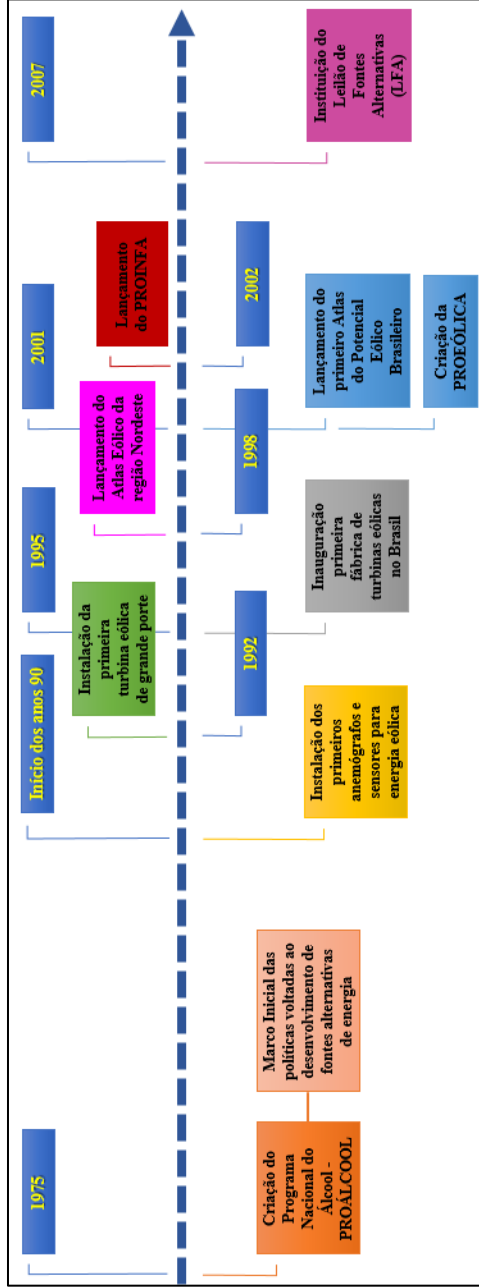 1975
Criação do
Programa
Nacional do
Álcool -
PROÁLCOOL
Marco Inicial das
políticas voltadas ao
desenvolvimento de
fontes alternativas
de energia
Início dos anos 90
Instalação dos
primeiros
anemógrafos e
sensores para
energia eólica
Instalação da
primeira
turbina eólica
de grande porte
1992
1995
Inauguração
primeira
fábrica de
turbinas eólicas
no Brasil
Lançamento do
Atlas Eólico da
região Nordeste
1998
2001
Lançamento do
primeiro Atlas
do Potencial
Eólico
Brasileiro
Criação da
PROEÓLICA
Lançamento
do PROINFA
2002
2007
Instituição do
Leilão de
Fontes
Alternativas
(LFA)